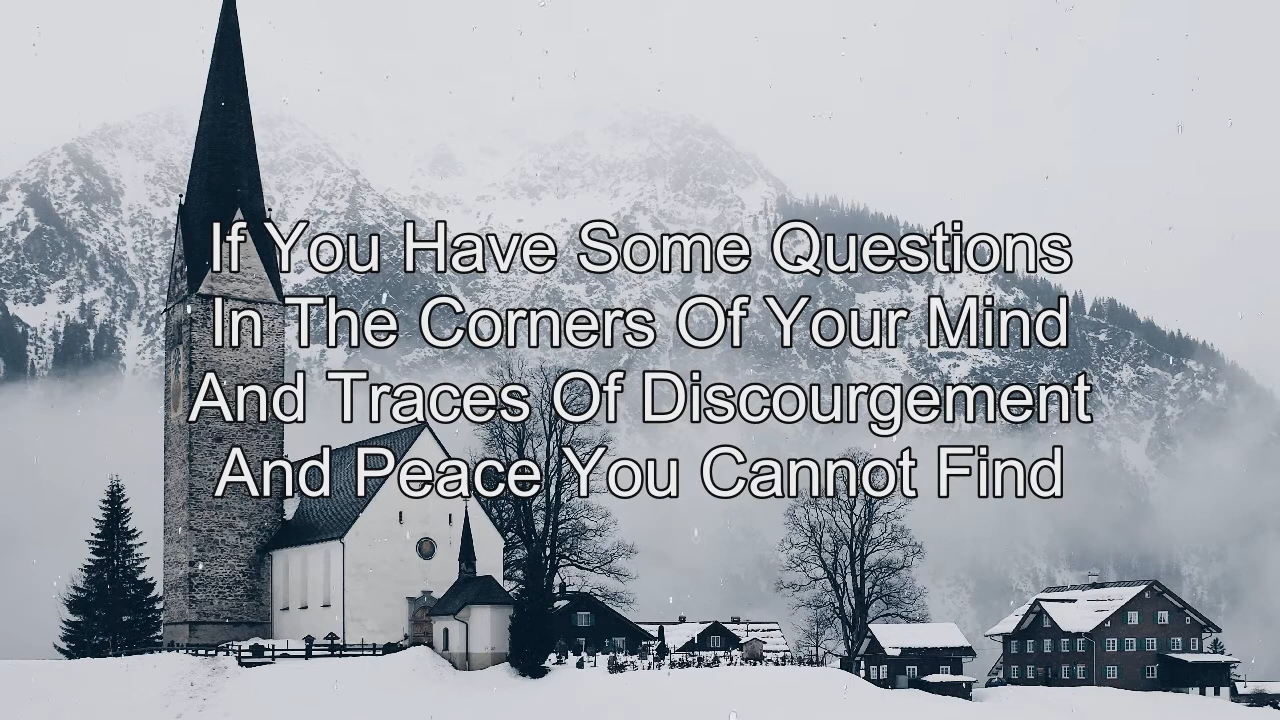 If You Have Some Questions
In The Corners Of Your Mind
And Traces Of Discourgement
And Peace You Cannot Find